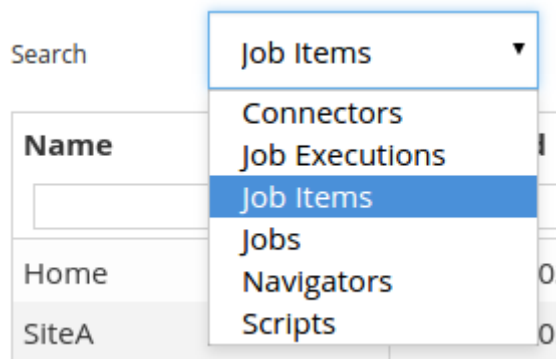 Search
Job Items
Connectors
Name
Job Executions
Job Items
Jobs
Home
Navigators
Scripts
SiteA